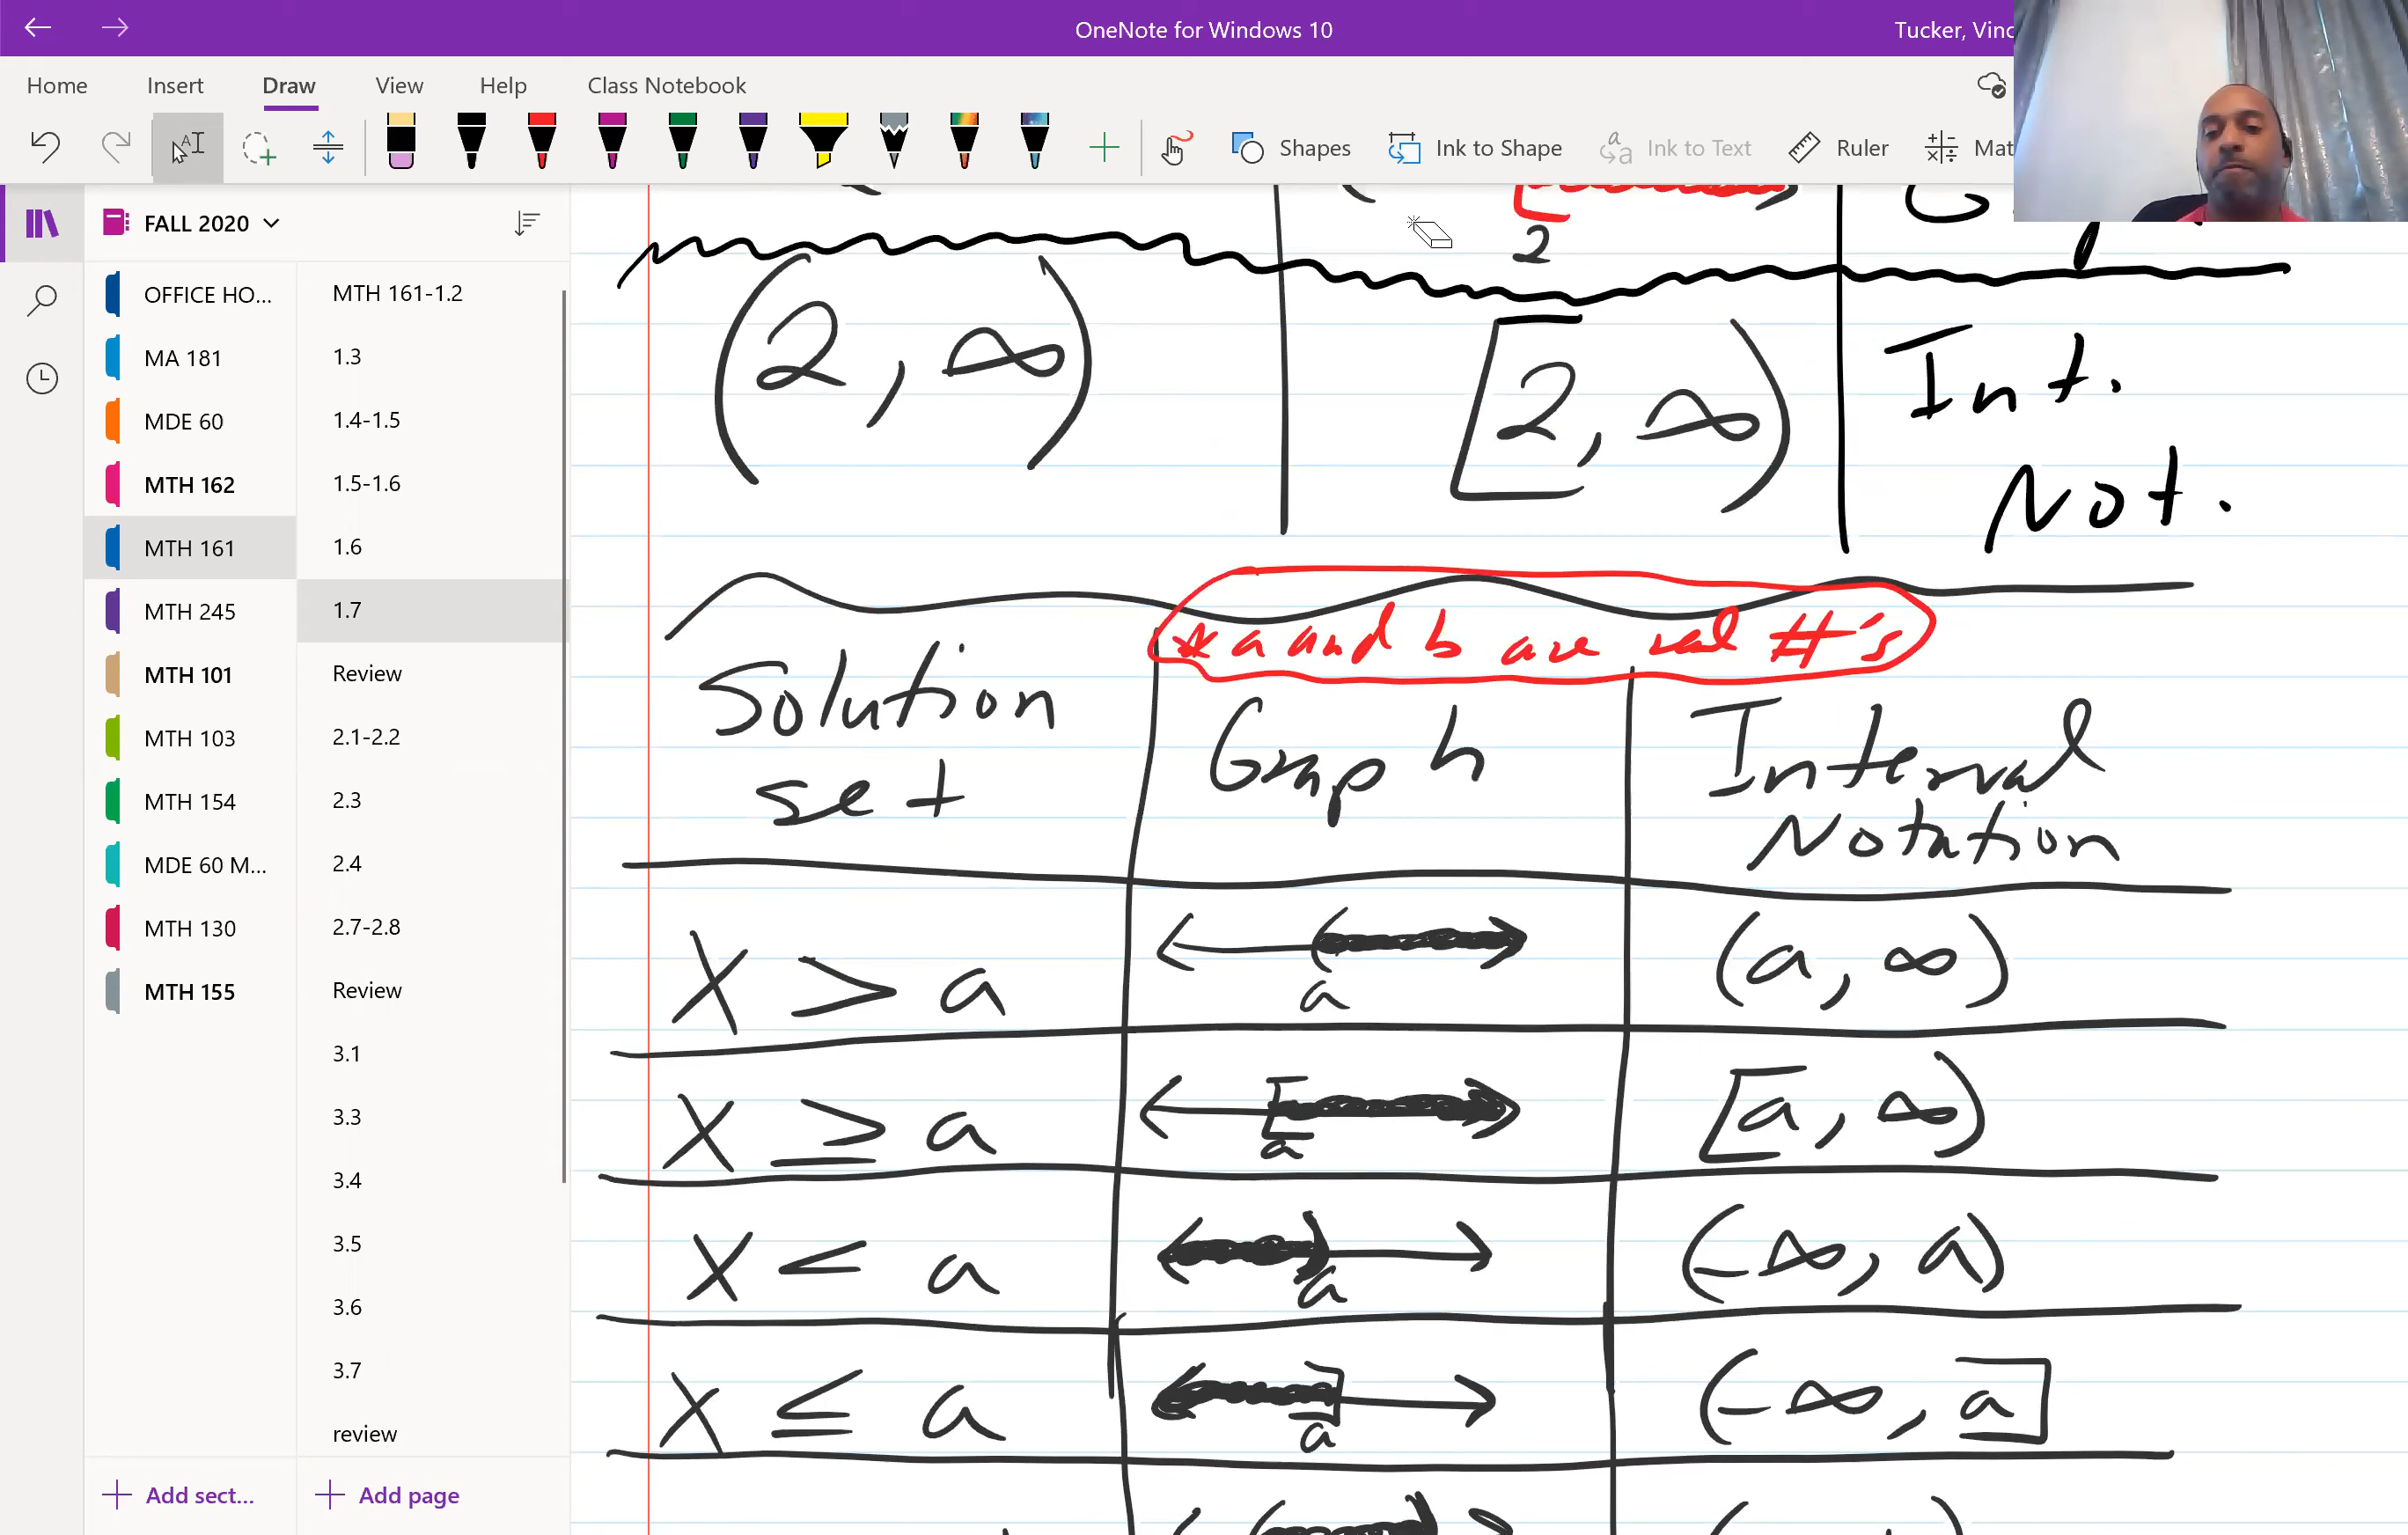 OneNote for Windows 10
Tucker, Vinc
Home Insert Draw View Help Class Notebook
Shapes Ink to Shape Ink to Text Ruler Mat
FALL 2020
OFFICE HO...
MA 181
MDE 60
MTH 162
MTH 161
MTH 245
MTH 101
MTH 103
MTH 154
MDE 60 M...
MTH 130
MTH 155
Add sect...
MTH 161-1.2
1.3
1.4-1.5
1.5-1.6
1.6
1.7
Review
2.1-2.2
2.3
2.4
2.7-2.8
Review
3.1
3.3
3.4
3.5
3.6
3.7
review
Add page
2
(2, ∞) [2, ∞) Int.
Not.
* a and b are real #'s
Solution Graph Interval
set Notation
x > a a (a, ∞)
x ≥ a a [a, ∞)
x < a a (-∞, a)
x ≤ a a (-∞, a]